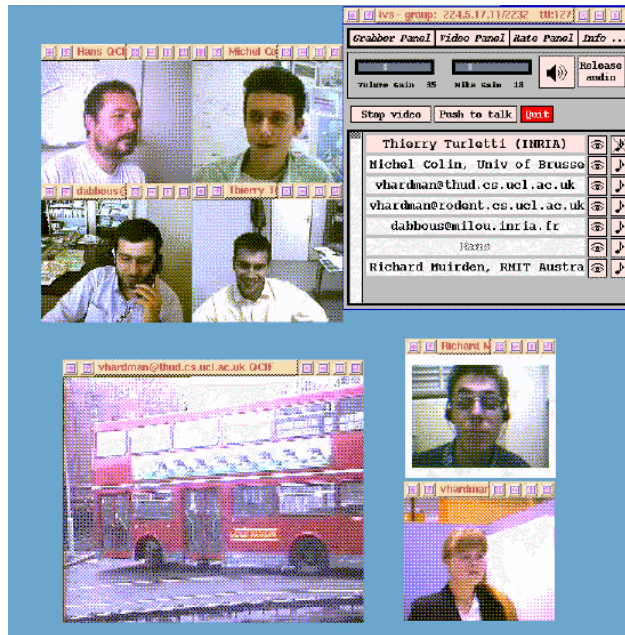 ivs - group: 224.5.17.11/2232 ttl:127
Grabber Panel
Video Panel
Rate Panel
Info ...
Volume Gain 35
Mike Gain 18
Release audio
Stop video
Push to talk
Quit
Thierry Turletti (INRIA)
Michel Colin, Univ of Brusse
vhardman@thud.cs.ucl.ac.uk
vhardman@rodent.cs.ucl.ac.uk
dabbous@milou.inria.fr
Hans
Richard Muirden, RMIT Austra
Hans QCIF
Michel Co
dabbous@
Thierry T
vhardman@thud.cs.ucl.ac.uk QCIF
Richard M
vhardmar